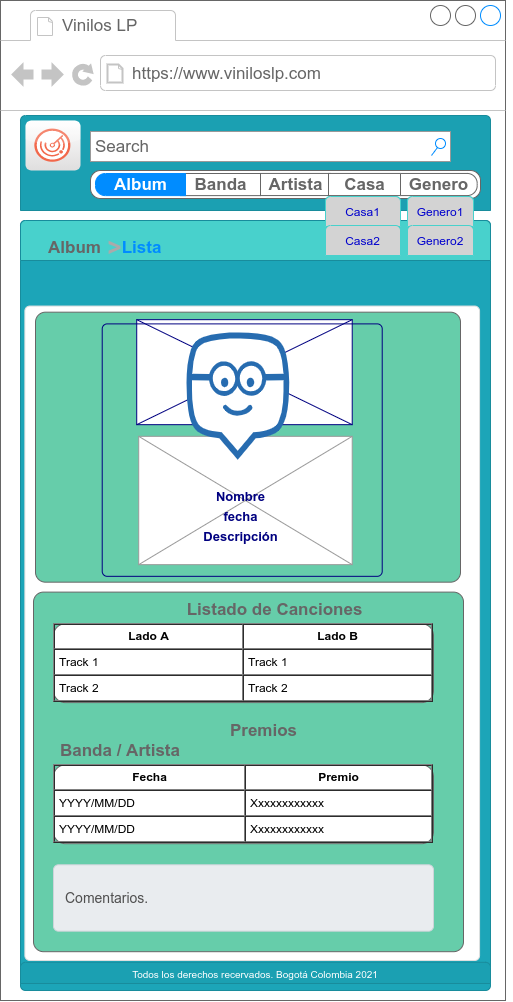 Vinilos LP
https://www.viniloslp.com
Search
Album Banda Artista Casa Genero
Casa1 Genero1
Casa2 Genero2
Album >Lista
Nombre
fecha
Descripción
Listado de Canciones
Lado A Lado B
Track 1 Track 1
Track 2 Track 2
Premios
Banda / Artista
Fecha Premio
YYYY/MM/DD Xxxxxxxxxxxx
YYYY/MM/DD Xxxxxxxxxxxx
Comentarios.
Todos los derechos recervados. Bogotá Colombia 2021